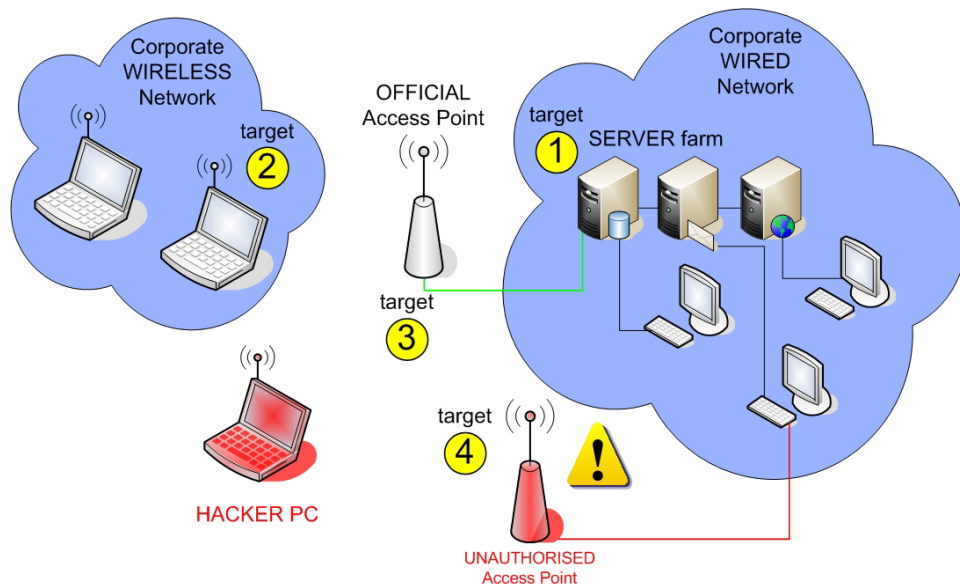 Corporate
WIRELESS
Network
target
2
OFFICIAL
Access Point
target
3
Corporate
WIRED
Network
target
1
SERVER farm
HACKER PC
target
4
UNAUTHORISED
Access Point